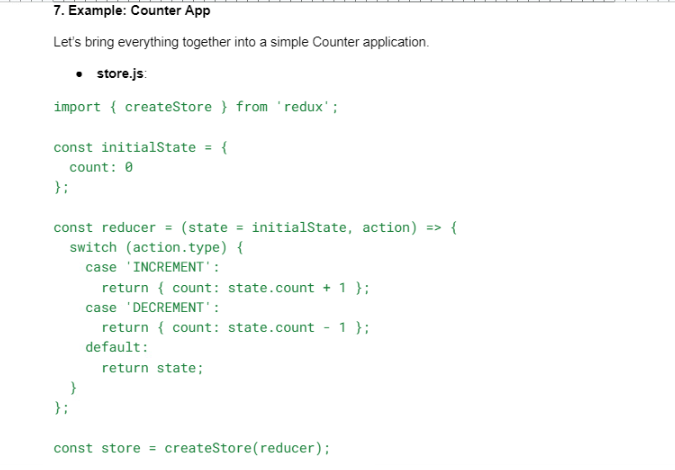 7. Example: Counter App
Let's bring everything together into a simple Counter application.
● store.js:
import { createStore } from 'redux';
const initialState = {
  count: 0
};
const reducer = (state = initialState, action) => {
  switch (action.type) {
    case 'INCREMENT':
      return { count: state.count + 1 };
    case 'DECREMENT':
      return { count: state.count - 1 };
    default:
      return state;
  }
};
const store = createStore(reducer);